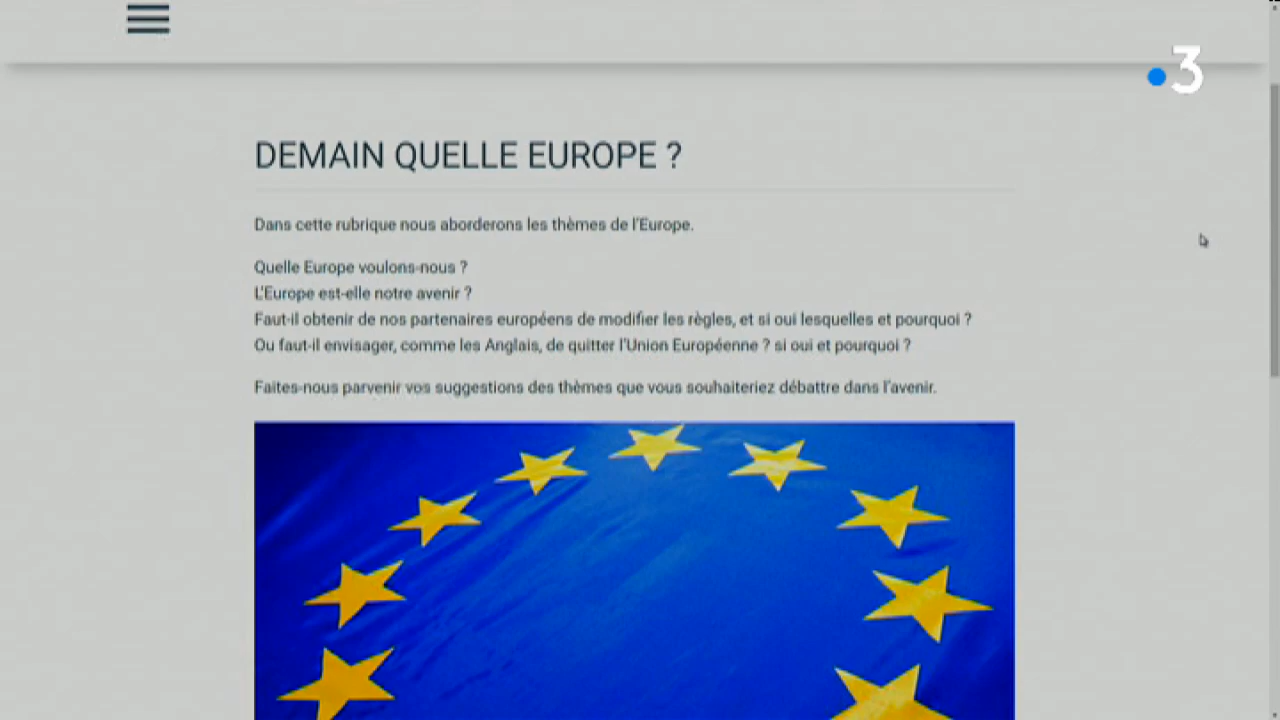 3
DEMAIN QUELLE EUROPE ?
Dans cette rubrique nous aborderons les thèmes de l'Europe.
Quelle Europe voulons-nous ?
L'Europe est-elle notre avenir ?
Faut-il obtenir de nos partenaires européens de modifier les règles, et si oui lesquelles et pourquoi ?
Ou faut-il envisager, comme les Anglais, de quitter l'Union Européenne ? si oui et pourquoi ?
Faites-nous parvenir vos suggestions des thèmes que vous souhaiteriez débattre dans l'avenir.